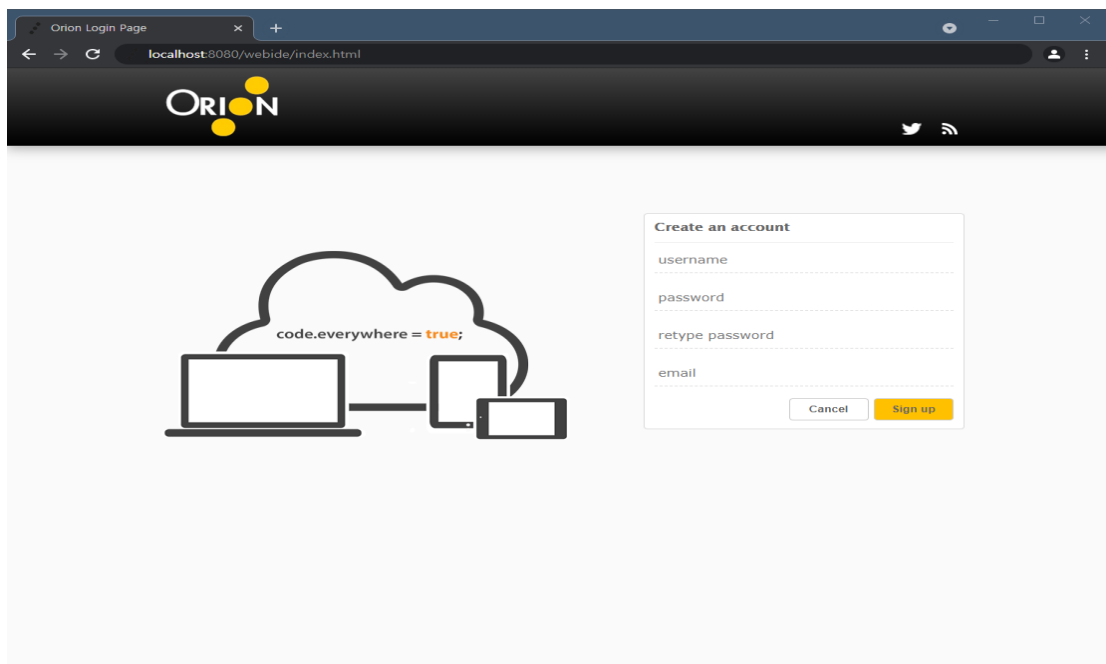 Orion Login Page
localhost:8080/webide/index.html
ORION
Create an account
username
password
code.everywhere = true;
retype password
email
Cancel Sign up